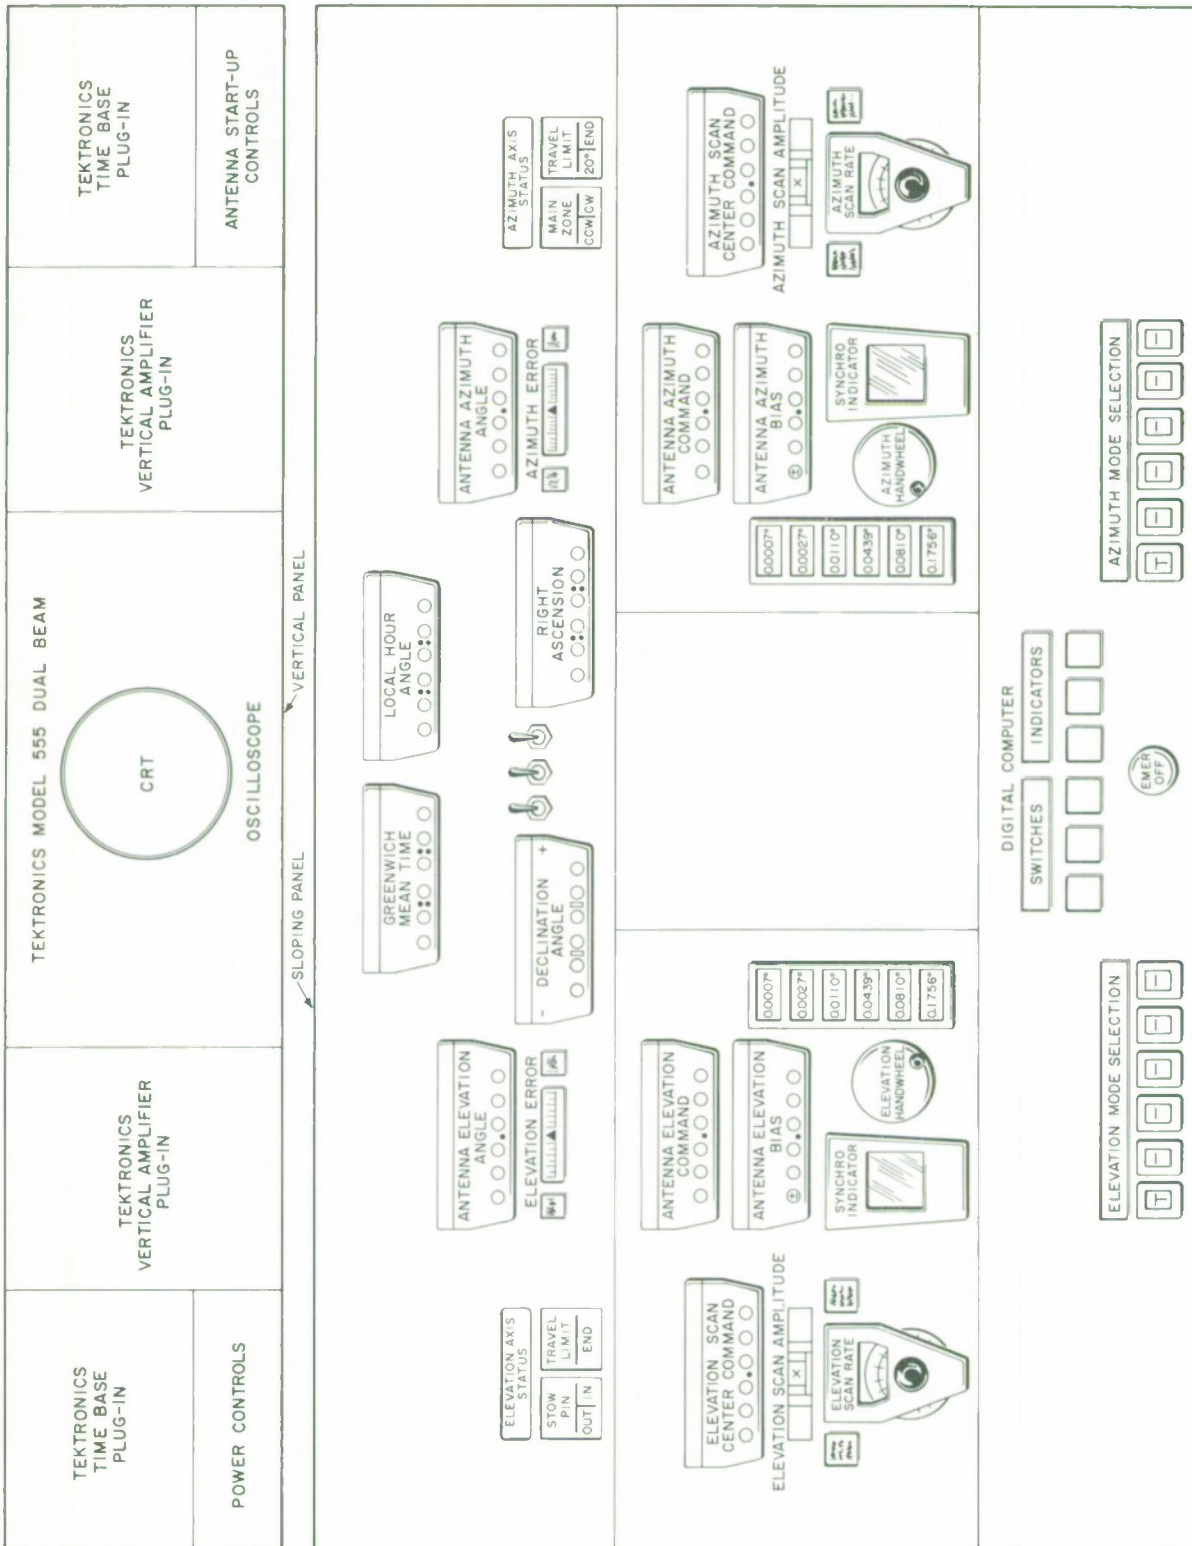 TEKTRONICS MODEL 555 DUAL BEAM
TEKTRONICS
TIME BASE
PLUG-IN
TEKTRONICS
VERTICAL AMPLIFIER
PLUG-IN
CRT
OSCILLOSCOPE
TEKTRONICS
VERTICAL AMPLIFIER
PLUG-IN
TEKTRONICS
TIME BASE
PLUG-IN
POWER CONTROLS
ANTENNA START-UP
CONTROLS
SLOPING PANEL
VERTICAL PANEL
GREENWICH
MEAN TIME
LOCAL HOUR
ANGLE
ANTENNA ELEVATION
ANGLE
ELEVATION ERROR
DECLINATION
ANGLE
- +
RIGHT
ASCENSION
ANTENNA AZIMUTH
ANGLE
AZIMUTH ERROR
ELEVATION AXIS
STATUS
STOW
PIN
OUT IN
TRAVEL
LIMIT
END
AZIMUTH AXIS
STATUS
MAIN
ZONE
CCW CW
TRAVEL
LIMIT
20° END
ELEVATION SCAN
CENTER COMMAND
ELEVATION SCAN AMPLITUDE
X
ELEVATION
SCAN RATE
ANTENNA ELEVATION
COMMAND
ANTENNA ELEVATION
BIAS
±
SYNCHRO
INDICATOR
ELEVATION
HANDWHEEL
0.0007°
0.0027°
0.0110°
0.0439°
0.0810°
0.1756°
0.0007°
0.0027°
0.0110°
0.0439°
0.0810°
0.1756°
ANTENNA AZIMUTH
COMMAND
ANTENNA AZIMUTH
BIAS
±
AZIMUTH
HANDWHEEL
SYNCHRO
INDICATOR
AZIMUTH SCAN
CENTER COMMAND
AZIMUTH SCAN AMPLITUDE
X
AZIMUTH
SCAN RATE
ELEVATION MODE SELECTION
T I I I I I
DIGITAL COMPUTER
SWITCHES
INDICATORS
EMER
OFF
AZIMUTH MODE SELECTION
T I I I I I